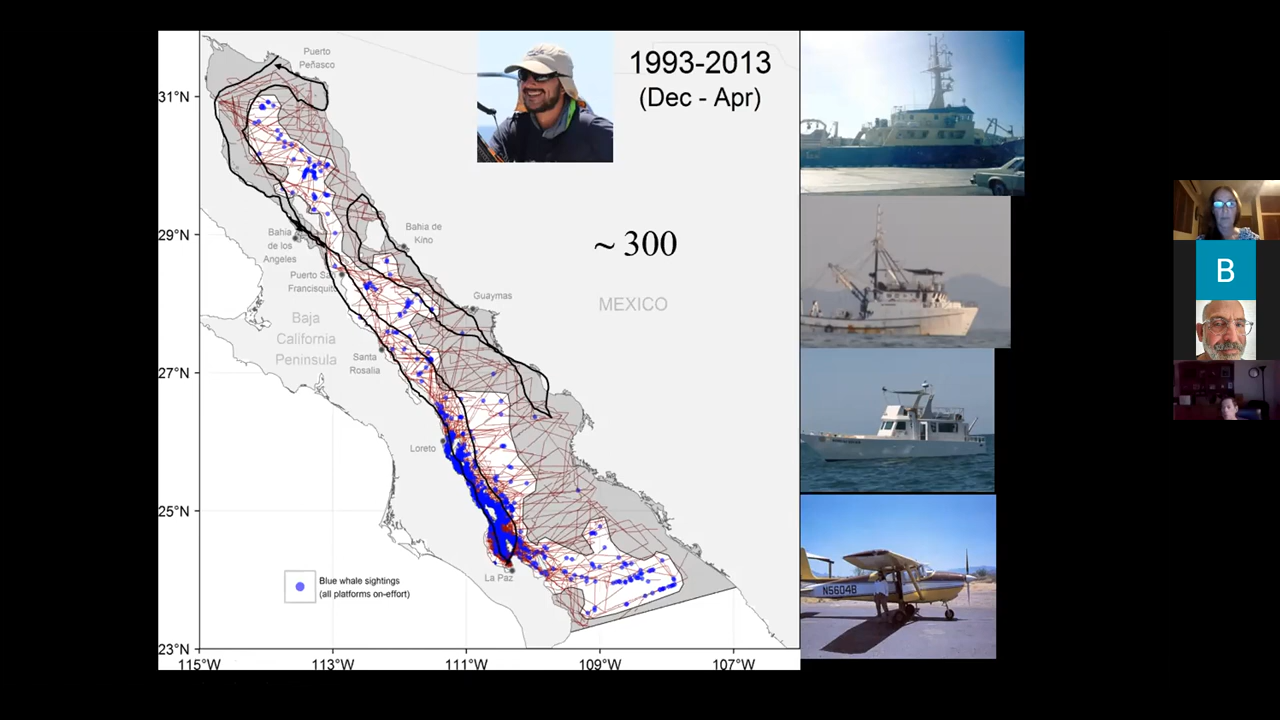 1993-2013
(Dec - Apr)
~ 300
MEXICO
Puerto
Peñasco
31°N
29°N
27°N
25°N
23°N
Bahia
de los
Angeles
Bahia de
Kino
Puerto San
Francisquito
Guaymas
Baja
California
Peninsula
Santa
Rosalia
Loreto
La Paz
Blue whale sightings
(all platforms on-effort)
115°W
113°W
111°W
109°W
107°W
N5604B
B